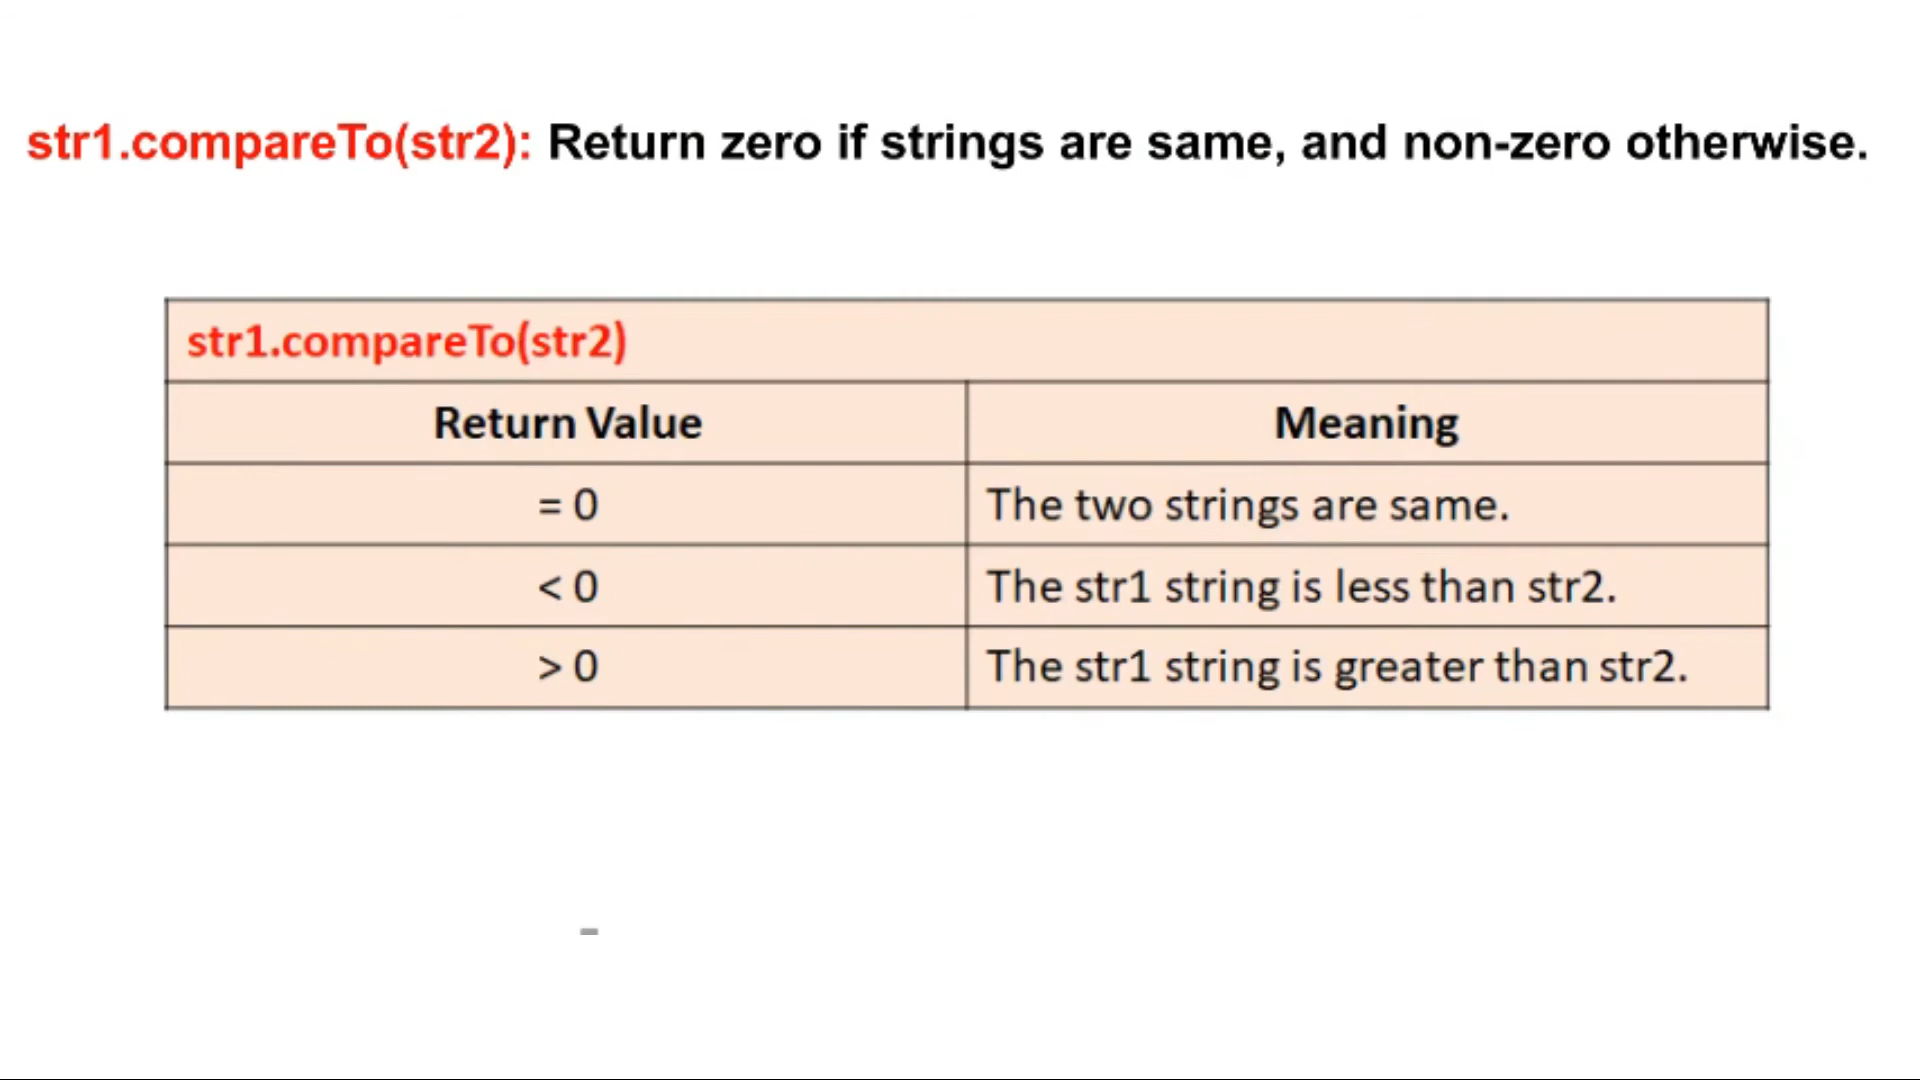 str1.compareTo(str2): Return zero if strings are same, and non-zero otherwise.
str1.compareTo(str2)
Return Value Meaning
= 0 The two strings are same.
< 0 The str1 string is less than str2.
> 0 The str1 string is greater than str2.